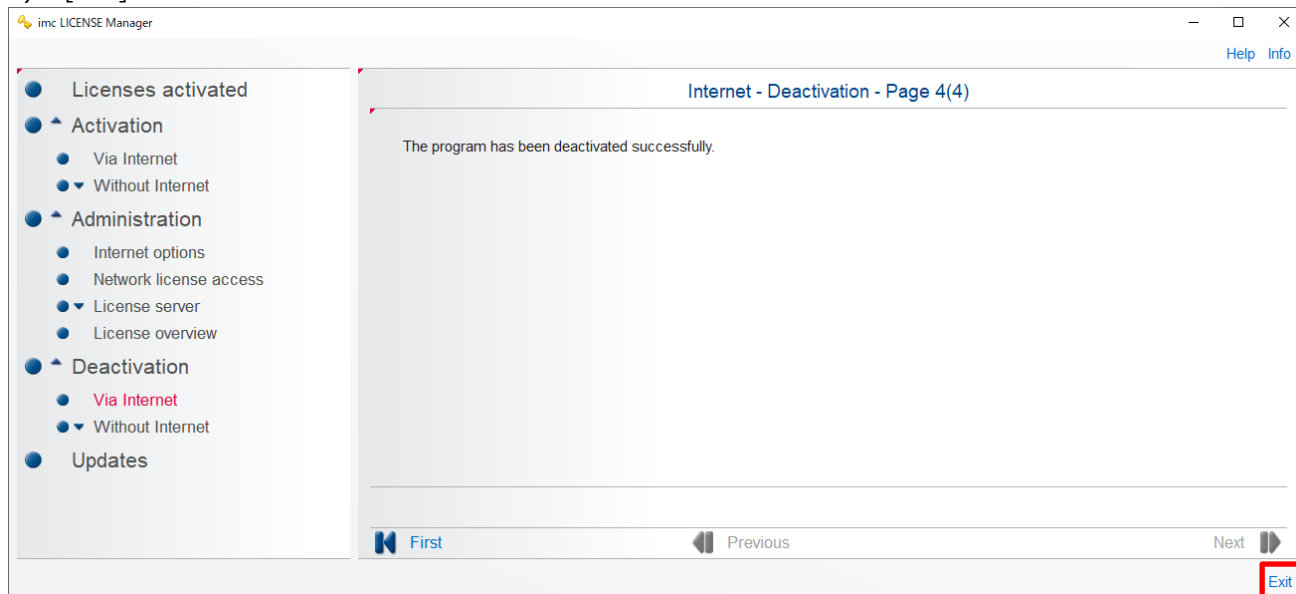 imc LICENSE Manager
Help Info
Licenses activated
Activation
Via Internet
Without Internet
Administration
Internet options
Network license access
License server
License overview
Deactivation
Via Internet
Without Internet
Updates
Internet - Deactivation - Page 4(4)
The program has been deactivated successfully.
First Previous Next
Exit